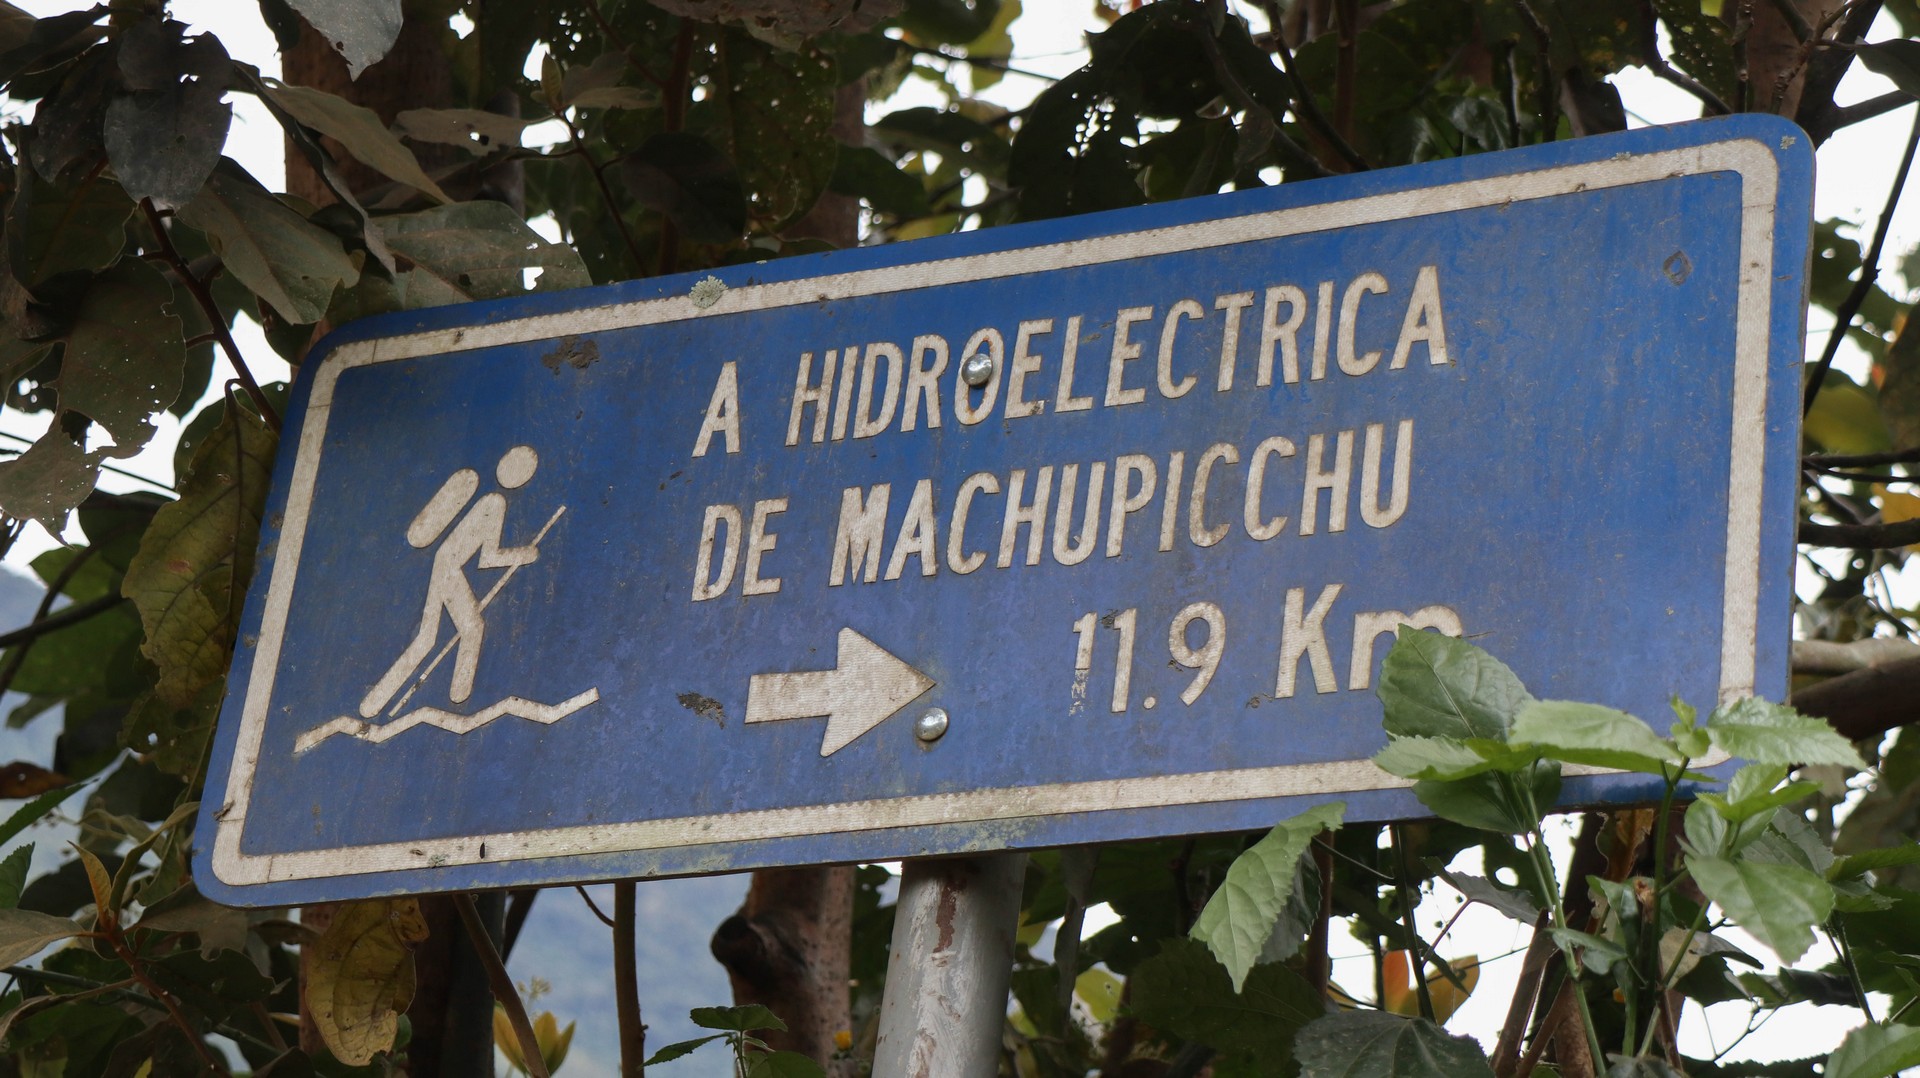 A HIDROELECTRICA
DE MACHUPICCHU
11.9 Km